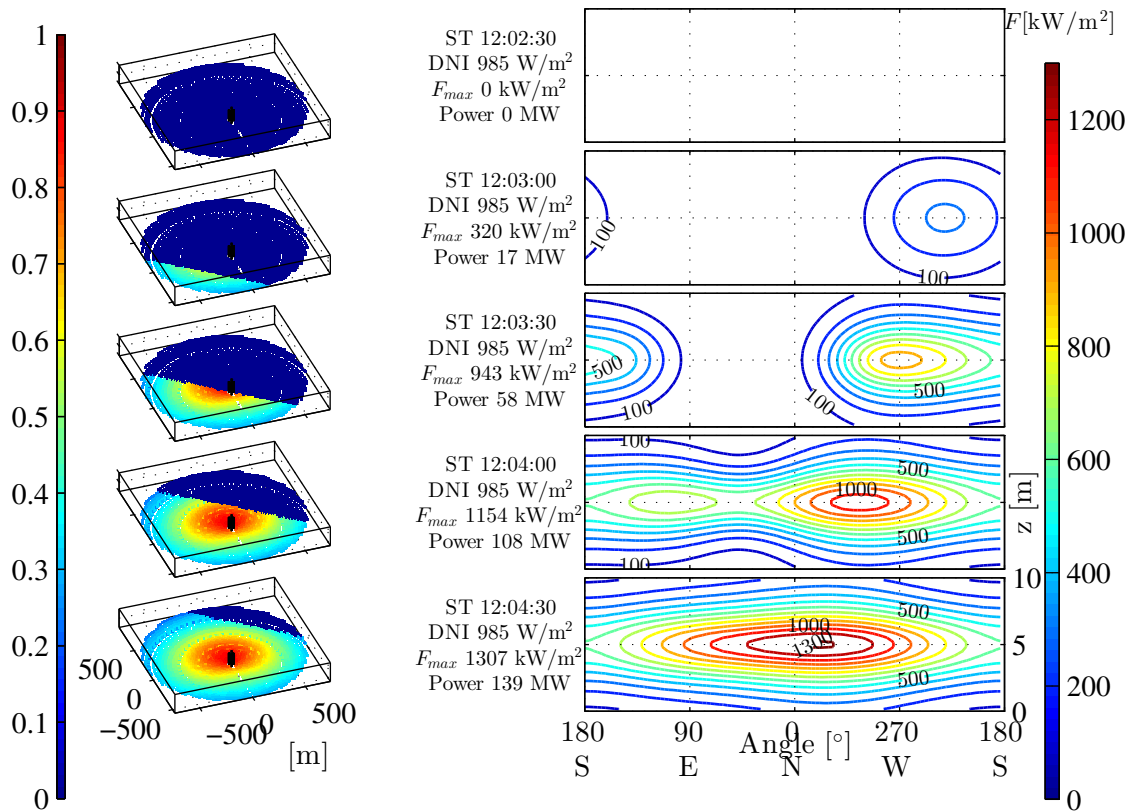 1
0.9
0.8
0.7
0.6
0.5
0.4
0.3
0.2
0.1
0
500
0
−500
−500
0
500
[m]
ST 12:02:30
DNI 985 W/m²
F_max 0 kW/m²
Power 0 MW
ST 12:03:00
DNI 985 W/m²
F_max 320 kW/m²
Power 17 MW
ST 12:03:30
DNI 985 W/m²
F_max 943 kW/m²
Power 58 MW
ST 12:04:00
DNI 985 W/m²
F_max 1154 kW/m²
Power 108 MW
ST 12:04:30
DNI 985 W/m²
F_max 1307 kW/m²
Power 139 MW
100
100
500
100
100
500
100
100
1000
500
500
1000
1300
500
500
10
5
0
z [m]
180 90 0 270 180
Angle [°]
S E N W S
F[kW/m²]
1200
1000
800
600
400
200
0